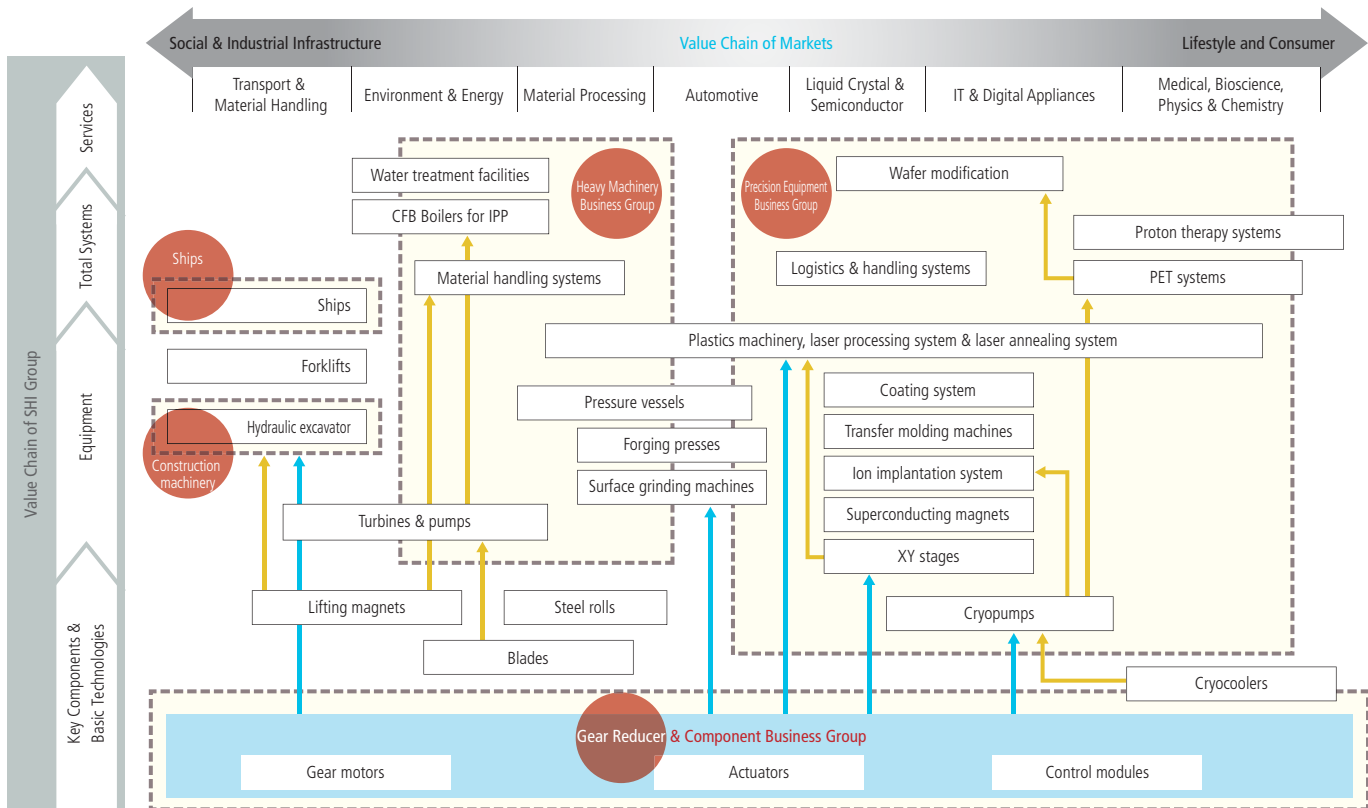 Social & Industrial Infrastructure
Value Chain of Markets
Lifestyle and Consumer
Transport &
Material Handling
Environment & Energy
Material Processing
Automotive
Liquid Crystal &
Semiconductor
IT & Digital Appliances
Medical, Bioscience,
Physics & Chemistry
Value Chain of SHI Group
Services
Total Systems
Equipment
Key Components &
Basic Technologies
Water treatment facilities
CFB Boilers for IPP
Heavy Machinery
Business Group
Precision Equipment
Business Group
Wafer modification
Proton therapy systems
Ships
Material handling systems
Logistics & handling systems
PET systems
Ships
Plastics machinery, laser processing system & laser annealing system
Forklifts
Pressure vessels
Coating system
Hydraulic excavator
Construction
machinery
Forging presses
Transfer molding machines
Surface grinding machines
Ion implantation system
Turbines & pumps
Superconducting magnets
XY stages
Lifting magnets
Steel rolls
Cryopumps
Blades
Cryocoolers
Gear Reducer & Component Business Group
Gear motors
Actuators
Control modules